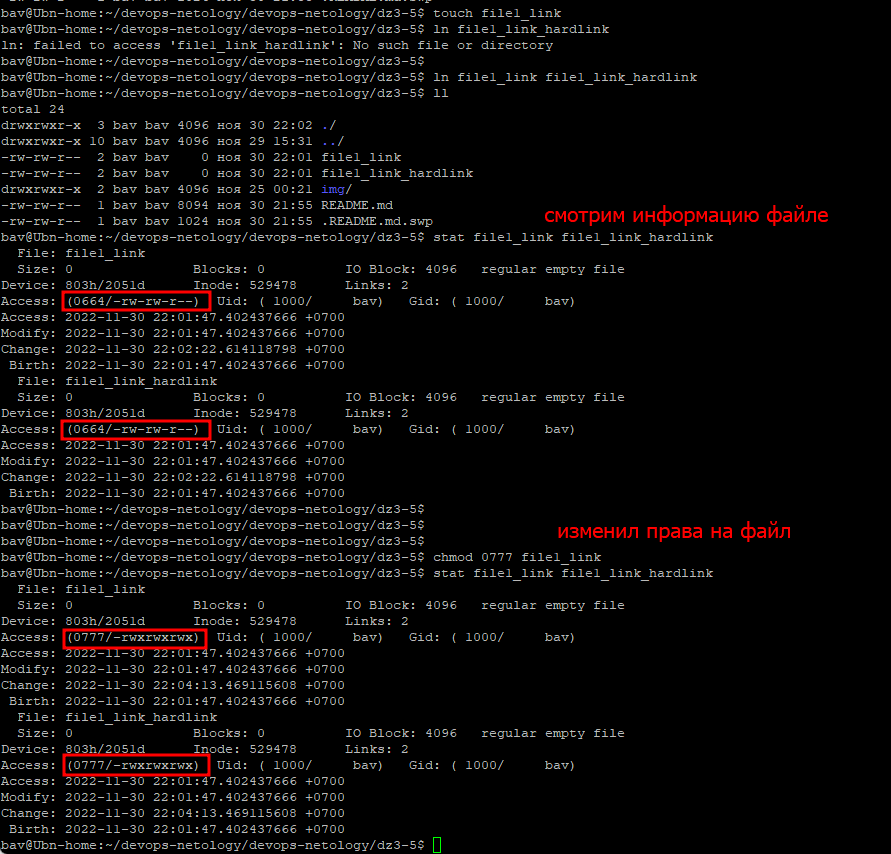 bav@Ubn-home:~/devops-netology/devops-netology/dz3-5$ touch file1_link
bav@Ubn-home:~/devops-netology/devops-netology/dz3-5$ ln file1_link_hardlink
ln: failed to access 'file1_link_hardlink': No such file or directory
bav@Ubn-home:~/devops-netology/devops-netology/dz3-5$
bav@Ubn-home:~/devops-netology/devops-netology/dz3-5$ ln file1_link file1_link_hardlink
bav@Ubn-home:~/devops-netology/devops-netology/dz3-5$ ll
total 24
drwxrwxr-x  3 bav bav 4096 ноя 30 22:02 ./
drwxrwxr-x 10 bav bav 4096 ноя 29 15:31 ../
-rw-rw-r--  2 bav bav    0 ноя 30 22:01 file1_link
-rw-rw-r--  2 bav bav    0 ноя 30 22:01 file1_link_hardlink
drwxrwxr-x  2 bav bav 4096 ноя 25 00:21 img/
-rw-rw-r--  1 bav bav 8094 ноя 30 21:55 README.md
-rw-rw-r--  1 bav bav 1024 ноя 30 21:55 .README.md.swp
смотрим информацию файле
bav@Ubn-home:~/devops-netology/devops-netology/dz3-5$ stat file1_link file1_link_hardlink
  File: file1_link
  Size: 0               Blocks: 0          IO Block: 4096   regular empty file
Device: 803h/2051d      Inode: 529478      Links: 2
Access: (0664/-rw-rw-r--)  Uid: ( 1000/     bav)   Gid: ( 1000/     bav)
Access: 2022-11-30 22:01:47.402437666 +0700
Modify: 2022-11-30 22:01:47.402437666 +0700
Change: 2022-11-30 22:02:22.614118798 +0700
 Birth: 2022-11-30 22:01:47.402437666 +0700
  File: file1_link_hardlink
  Size: 0               Blocks: 0          IO Block: 4096   regular empty file
Device: 803h/2051d      Inode: 529478      Links: 2
Access: (0664/-rw-rw-r--)  Uid: ( 1000/     bav)   Gid: ( 1000/     bav)
Access: 2022-11-30 22:01:47.402437666 +0700
Modify: 2022-11-30 22:01:47.402437666 +0700
Change: 2022-11-30 22:02:22.614118798 +0700
 Birth: 2022-11-30 22:01:47.402437666 +0700
bav@Ubn-home:~/devops-netology/devops-netology/dz3-5$
bav@Ubn-home:~/devops-netology/devops-netology/dz3-5$
изменил права на файл
bav@Ubn-home:~/devops-netology/devops-netology/dz3-5$
bav@Ubn-home:~/devops-netology/devops-netology/dz3-5$ chmod 0777 file1_link
bav@Ubn-home:~/devops-netology/devops-netology/dz3-5$ stat file1_link file1_link_hardlink
  File: file1_link
  Size: 0               Blocks: 0          IO Block: 4096   regular empty file
Device: 803h/2051d      Inode: 529478      Links: 2
Access: (0777/-rwxrwxrwx)  Uid: ( 1000/     bav)   Gid: ( 1000/     bav)
Access: 2022-11-30 22:01:47.402437666 +0700
Modify: 2022-11-30 22:01:47.402437666 +0700
Change: 2022-11-30 22:04:13.469115608 +0700
 Birth: 2022-11-30 22:01:47.402437666 +0700
  File: file1_link_hardlink
  Size: 0               Blocks: 0          IO Block: 4096   regular empty file
Device: 803h/2051d      Inode: 529478      Links: 2
Access: (0777/-rwxrwxrwx)  Uid: ( 1000/     bav)   Gid: ( 1000/     bav)
Access: 2022-11-30 22:01:47.402437666 +0700
Modify: 2022-11-30 22:01:47.402437666 +0700
Change: 2022-11-30 22:04:13.469115608 +0700
 Birth: 2022-11-30 22:01:47.402437666 +0700
bav@Ubn-home:~/devops-netology/devops-netology/dz3-5$